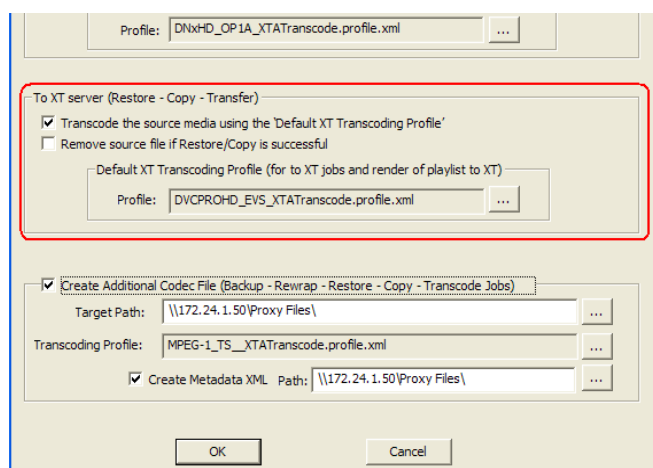 Profile: DNxHD_OP1A_XTATranscode.profile.xml ...
To XT server (Restore - Copy - Transfer)
Transcode the source media using the 'Default XT Transcoding Profile'
Remove source file if Restore/Copy is successful
Default XT Transcoding Profile (for to XT jobs and render of playlist to XT)
Profile: DVCPROHD_EVS_XTATranscode.profile.xml ...
Create Additional Codec File (Backup - Rewrap - Restore - Copy - Transcode Jobs)
Target Path: \\172.24.1.50\Proxy Files\ ...
Transcoding Profile: MPEG-1_TS__XTATranscode.profile.xml ...
Create Metadata XML Path: \\172.24.1.50\Proxy Files\ ...
OK Cancel